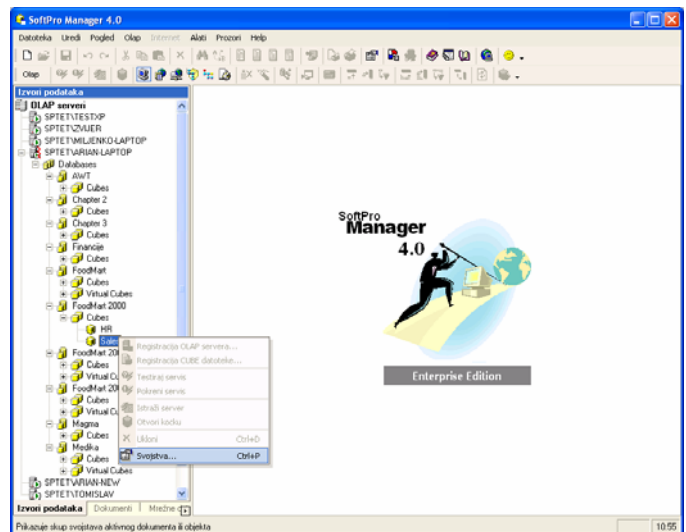 SoftPro Manager 4.0
Datoteka Uredi Pogled Olap Internet Alati Prozori Help
Olap
Izvori podataka
OLAP serveri
SPTET\TESTXP
SPTET\ZVIJER
SPTET\MILJENKO-LAPTOP
SPTET\ARIAN-LAPTOP
Databases
AWT
Cubes
Chapter 2
Cubes
Chapter 3
Cubes
Financije
Cubes
FoodMart
Cubes
Virtual Cubes
FoodMart 2000
Cubes
HR
Sales
FoodMart 20
Cubes
Virtual Cu
FoodMart 20
Cubes
Virtual Cu
Magma
Cubes
Medika
Cubes
Virtual Cubes
SPTET\ARIAN-NEW
SPTET\TOMISLAV
Registracija OLAP servera...
Registracija CUBE datoteke...
Testiraj servis
Pokreni servis
Istraži server
Otvori kocku
Ukloni Ctrl+D
Svojstva... Ctrl+P
SoftPro
Manager
4.0
Enterprise Edition
Izvori podataka Dokumenti Mrežne
Prikazuje skup svojstava aktivnog dokumenta ili objekta
10:55